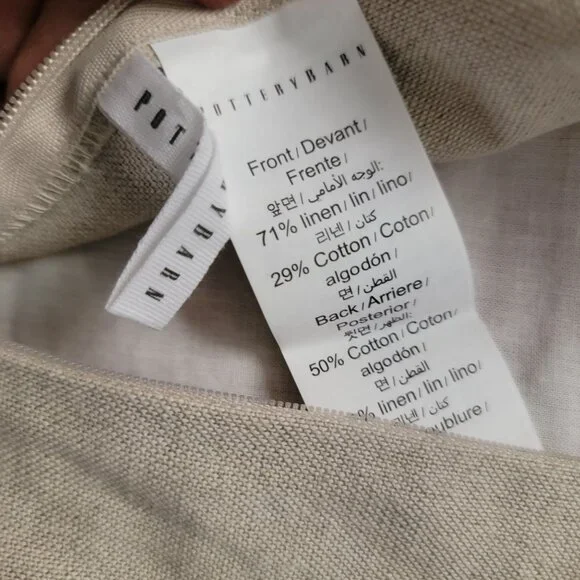 POTTERYBARN
POT
YBARN
Front / Devant /
Frente /
앞면 / الوجه الأمامي:
71% linen / lin / lino /
리넨 / كتان /
29% Cotton / Coton /
algodón /
면 / القطن /
Back / Arriere /
Posterior /
뒷면 / الظهر:
50% Cotton / Coton /
algodón /
면 / القطن /
% linen / lin / lino /
리넨 / كتان /